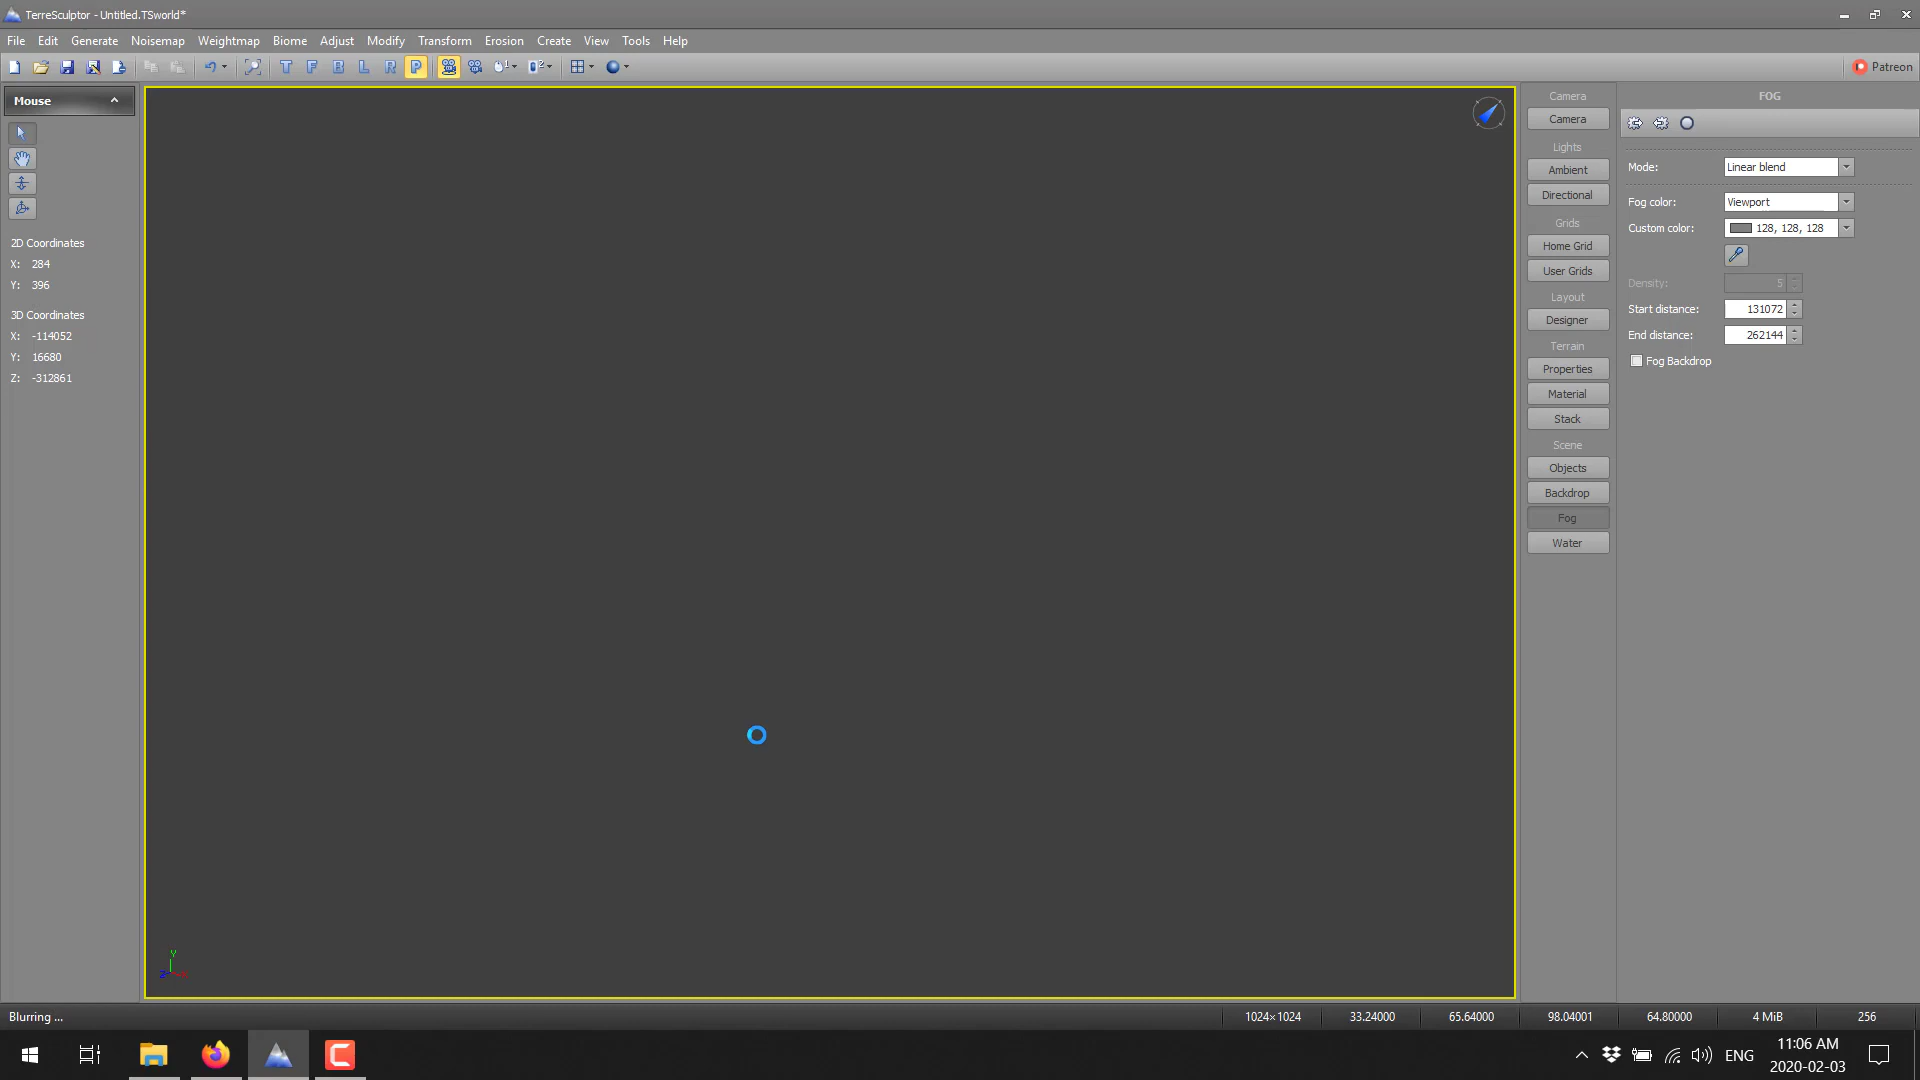 TerreSculptor - Untitled.TSworld*
File Edit Generate Noisemap Weightmap Biome Adjust Modify Transform Erosion Create View Tools Help
T F B L R P 1 2 Patreon
Mouse
2D Coordinates
X: 284
Y: 396
3D Coordinates
X: -114052
Y: 16680
Z: -312861
Y
Z
Camera
Camera
Lights
Ambient
Directional
Grids
Home Grid
User Grids
Layout
Designer
Terrain
Properties
Material
Stack
Scene
Objects
Backdrop
Fog
Water
FOG
Mode: Linear blend
Fog color: Viewport
Custom color: 128, 128, 128
Density: 5
Start distance: 131072
End distance: 262144
Fog Backdrop
Blurring ... 1024×1024 33.24000 65.64000 98.04001 64.80000 4 MiB 256
ENG
11:06 AM
2020-02-03